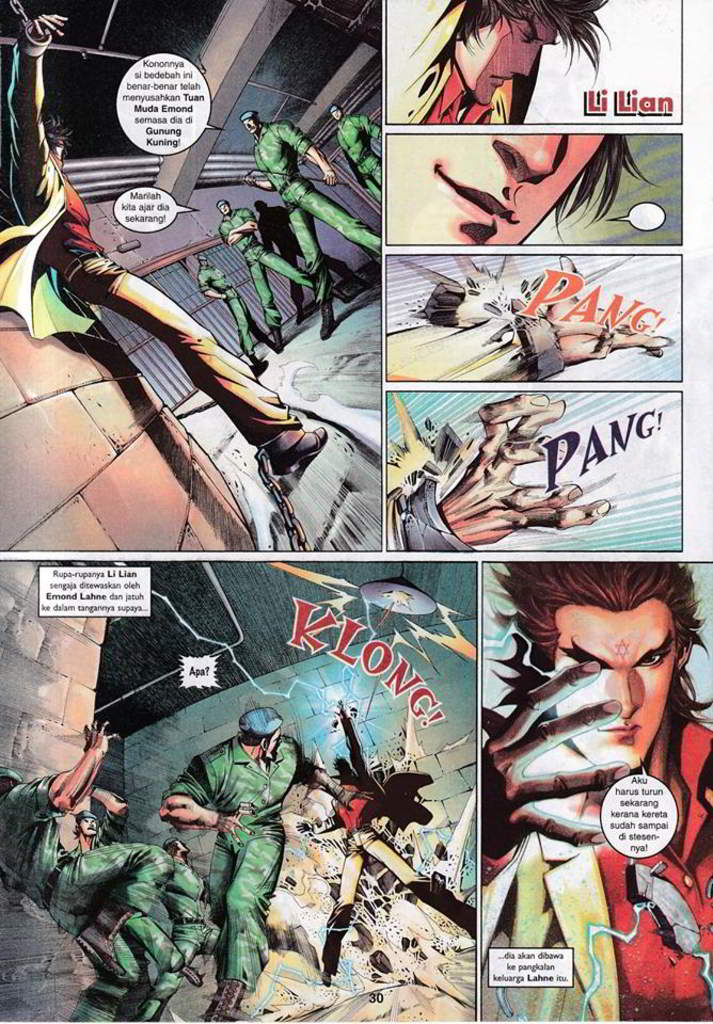 Kononnya
si bedebah ini
benar-benar telah
menyusahkan Tuan
Muda Emond
semasa dia di
Gunung
Kuning!
Marilah
kita ajar dia
sekarang!
Li Lian
PANG!
PANG!
Rupa-rupanya Li Lian
sengaja ditewaskan oleh
Emond Lahne dan jatuh
ke dalam tangannya supaya...
Apa?
KLONG!
Aku
harus turun
sekarang
kerana kereta
sudah sampai
di stesen-
nya!
...dia akan dibawa
ke pangkalan
keluarga Lahne itu.
30